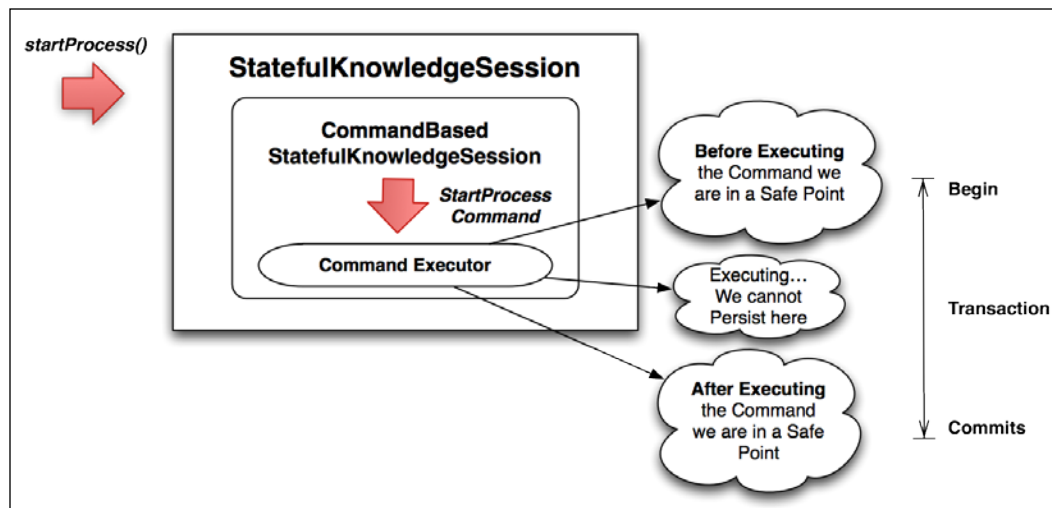 startProcess()
StatefulKnowledgeSession
CommandBased
StatefulKnowledgeSession
StartProcess
Command
Command Executor
Before Executing
the Command we
are in a Safe Point
Executing...
We cannot
Persist here
After Executing
the Command
we are in a Safe
Point
Begin
Transaction
Commits